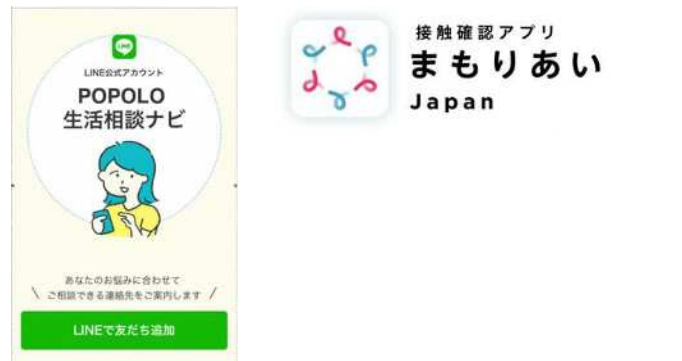 LINE
LINE公式アカウント
POPOLO
生活相談ナビ
あなたのお悩みに合わせて
\ ご相談できる連絡先をご案内します /
LINEで友だち追加
接触確認アプリ
まもりあい
Japan